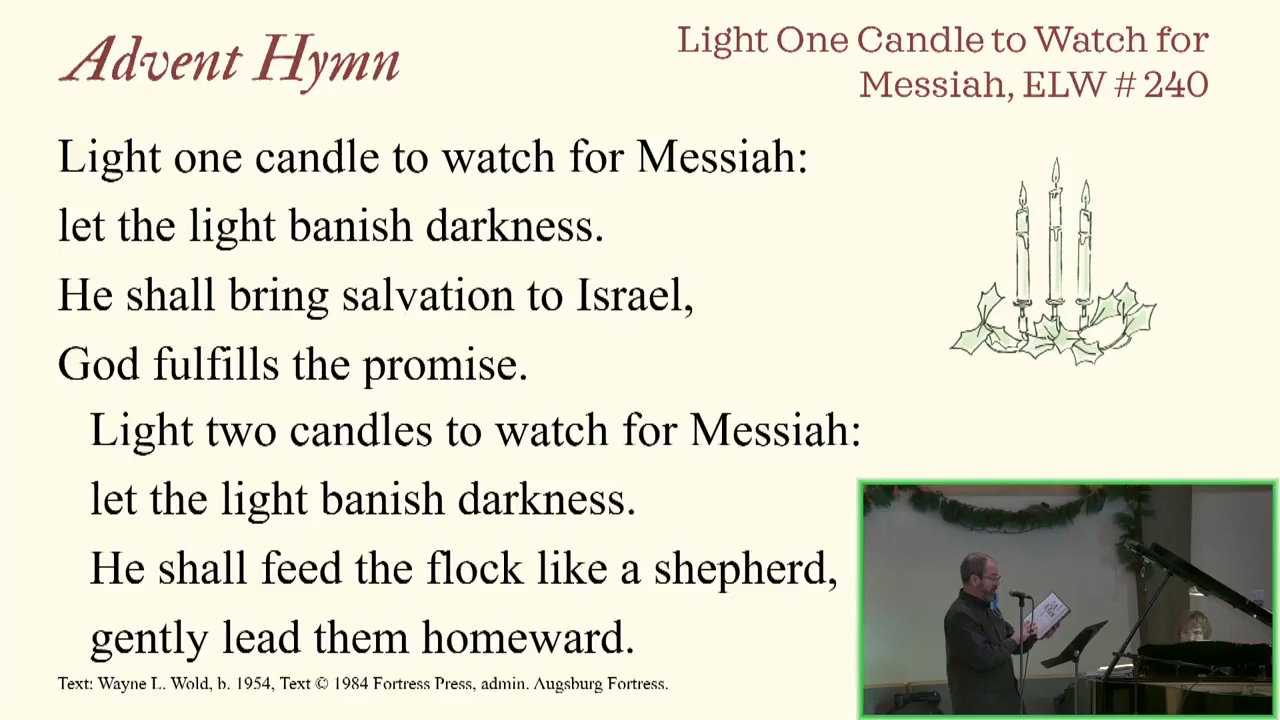 Advent Hymn
Light One Candle to Watch for
Messiah, ELW # 240
Light one candle to watch for Messiah:
let the light banish darkness.
He shall bring salvation to Israel,
God fulfills the promise.
Light two candles to watch for Messiah:
let the light banish darkness.
He shall feed the flock like a shepherd,
gently lead them homeward.
Text: Wayne L. Wold, b. 1954, Text © 1984 Fortress Press, admin. Augsburg Fortress.